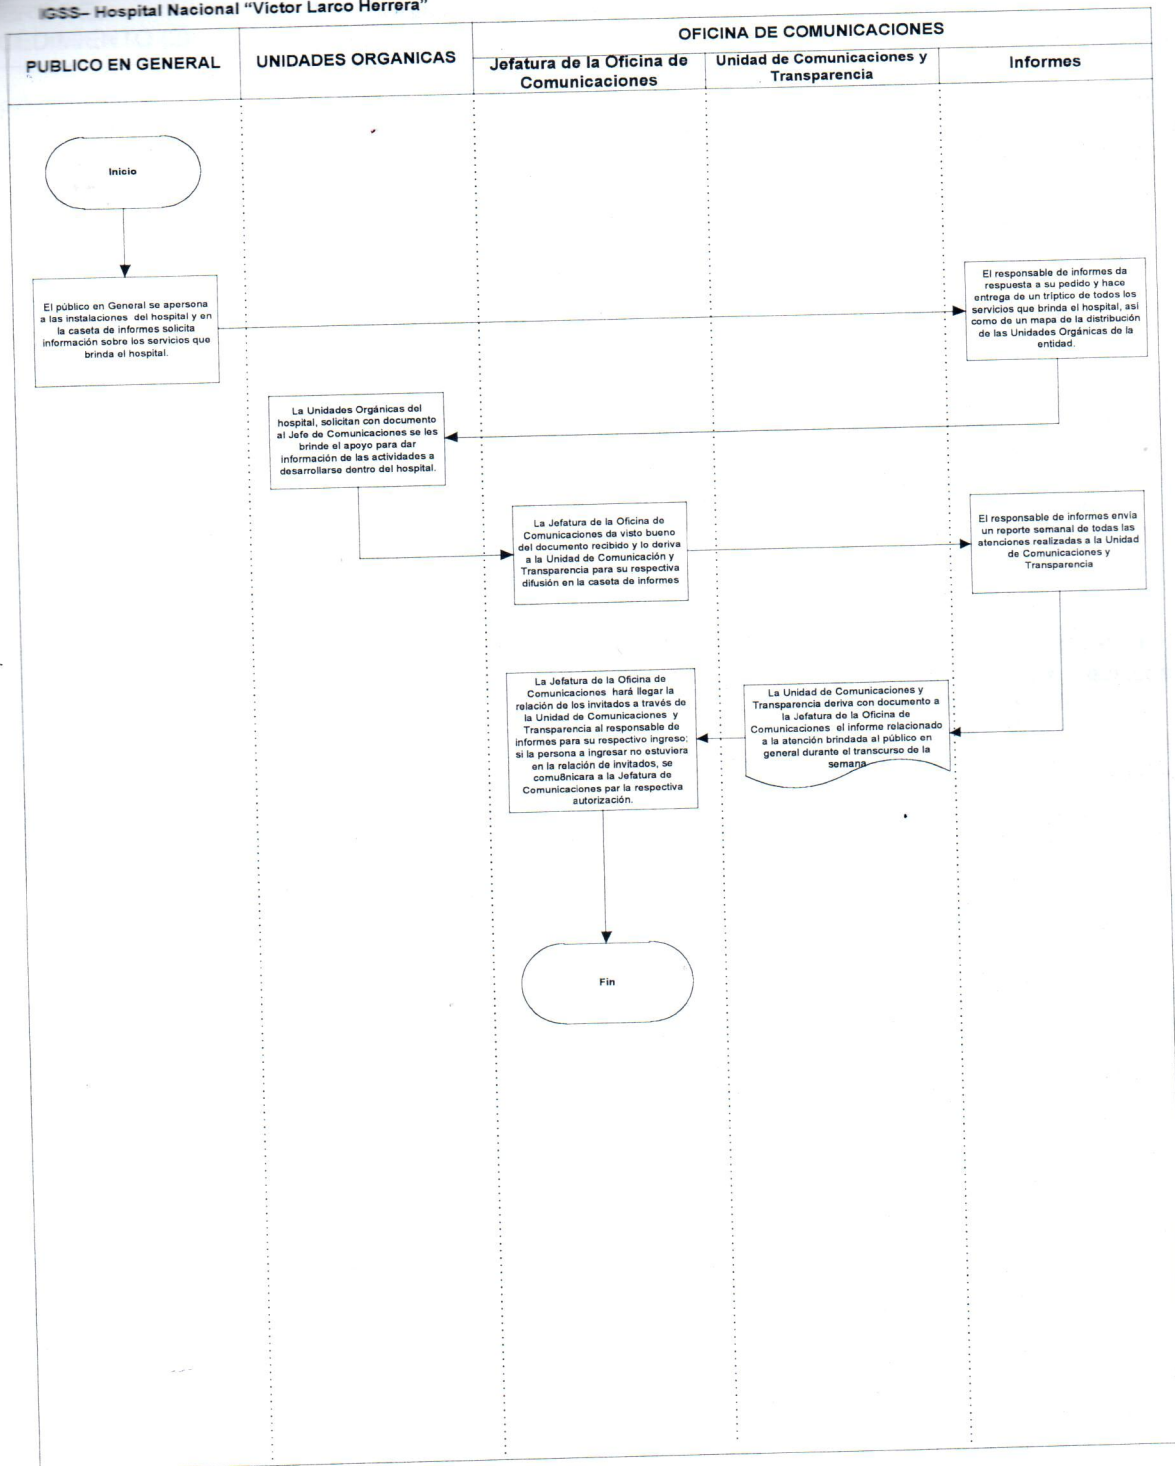 IGSS– Hospital Nacional “Victor Larco Herrera”
OFICINA DE COMUNICACIONES
PUBLICO EN GENERAL
UNIDADES ORGANICAS
Jefatura de la Oficina de
Comunicaciones
Unidad de Comunicaciones y
Transparencia
Informes
Inicio
El público en General se apersona
a las instalaciones del hospital y en
la caseta de informes solicita
información sobre los servicios que
brinda el hospital.
El responsable de informes da
respuesta a su pedido y hace
entrega de un tríptico de todos los
servicios que brinda el hospital, asi
como de un mapa de la distribución
de las Unidades Orgánicas de la
entidad.
La Unidades Orgánicas del
hospital, solicitan con documento
al Jefe de Comunicaciones se les
brinde el apoyo para dar
información de las actividades a
desarrollarse dentro del hospital.
La Jefatura de la Oficina de
Comunicaciones da visto bueno
del documento recibido y lo deriva
a la Unidad de Comunicación y
Transparencia para su respectiva
difusión en la caseta de informes
El responsable de informes envía
un reporte semanal de todas las
atenciones realizadas a la Unidad
de Comunicaciones y
Transparencia
La Unidad de Comunicaciones y
Transparencia deriva con documento a
la Jefatura de la Oficina de
Comunicaciones el informe relacionado
a la atención brindada al público en
general durante el transcurso de la
semana
La Jefatura de la Oficina de
Comunicaciones hará llegar la
relación de los invitados a través de
la Unidad de Comunicaciones y
Transparencia al responsable de
informes para su respectivo ingreso;
si la persona a ingresar no estuviera
en la relación de invitados, se
comu8nicara a la Jefatura de
Comunicaciones par la respectiva
autorización.
Fin